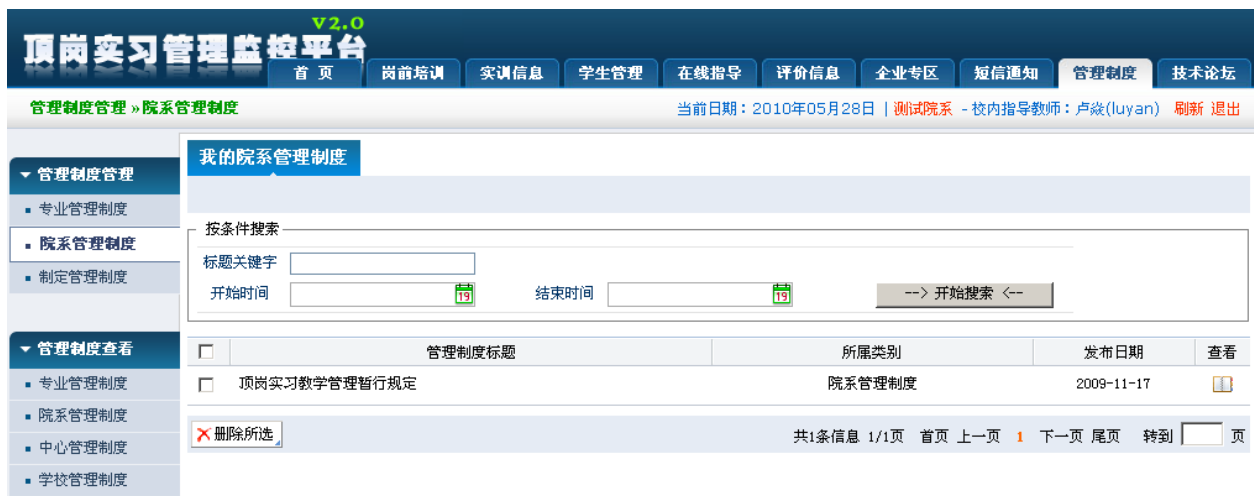 V2.0
顶岗实习管理监控平台
首 页 岗前培训 实训信息 学生管理 在线指导 评价信息 企业专区 短信通知 管理制度 技术论坛
管理制度管理 » 院系管理制度 当前日期：2010年05月28日 | 测试院系 - 校内指导教师：卢焱(luyan) 刷新 退出
我的院系管理制度
管理制度管理
专业管理制度
院系管理制度
制定管理制度
按条件搜索
标题关键字
开始时间 19 结束时间 19 --> 开始搜索 <--
管理制度查看
专业管理制度
院系管理制度
中心管理制度
学校管理制度
管理制度标题 所属类别 发布日期 查看
顶岗实习教学管理暂行规定 院系管理制度 2009-11-17
删除所选 共1条信息 1/1页 首页 上一页 1 下一页 尾页 转到 页